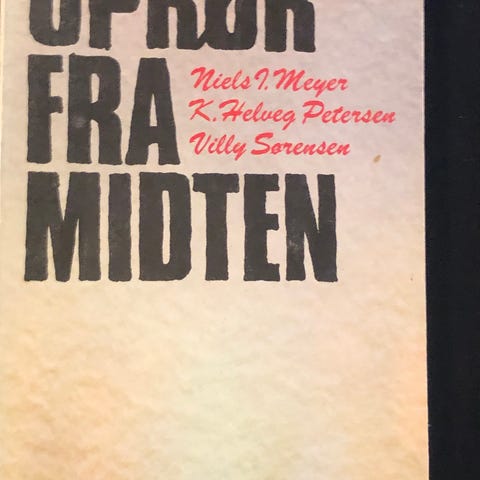 OPRØR
FRA
Niels I. Meyer
K. Helveg Petersen
Villy Sørensen
MIDTEN